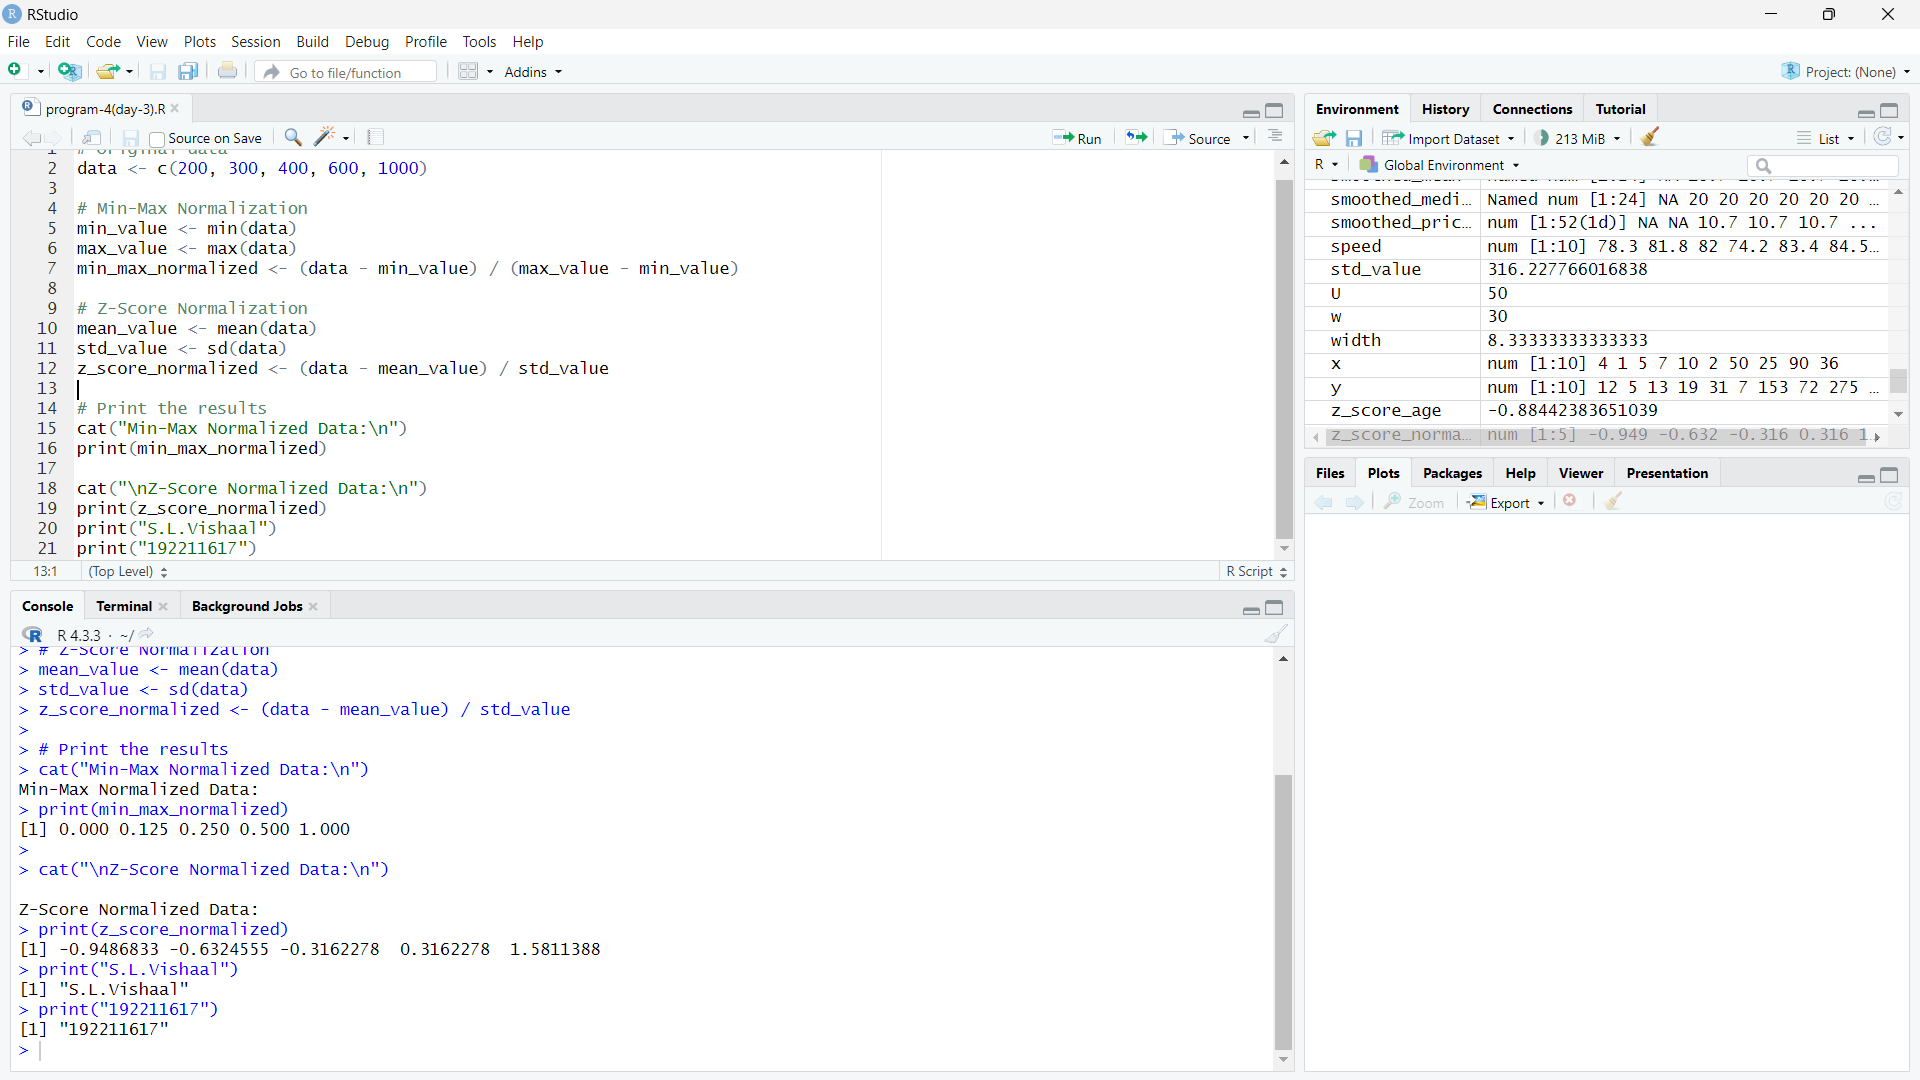 RStudio
File Edit Code View Plots Session Build Debug Profile Tools Help
Go to file/function Addins Project: (None)
program-4(day-3).R
Source on Save Run Source
1 # Original data
2 data <- c(200, 300, 400, 600, 1000)
3
4 # Min-Max Normalization
5 min_value <- min(data)
6 max_value <- max(data)
7 min_max_normalized <- (data - min_value) / (max_value - min_value)
8
9 # Z-Score Normalization
10 mean_value <- mean(data)
11 std_value <- sd(data)
12 z_score_normalized <- (data - mean_value) / std_value
13
14 # Print the results
15 cat("Min-Max Normalized Data:\n")
16 print(min_max_normalized)
17
18 cat("\nZ-Score Normalized Data:\n")
19 print(z_score_normalized)
20 print("S.L.Vishaal")
21 print("192211617")
13:1 (Top Level) R Script
Console Terminal Background Jobs
R 4.3.3 · ~/
> # Z-Score Normalization
> mean_value <- mean(data)
> std_value <- sd(data)
> z_score_normalized <- (data - mean_value) / std_value
>
> # Print the results
> cat("Min-Max Normalized Data:\n")
Min-Max Normalized Data:
> print(min_max_normalized)
[1] 0.000 0.125 0.250 0.500 1.000
>
> cat("\nZ-Score Normalized Data:\n")
Z-Score Normalized Data:
> print(z_score_normalized)
[1] -0.9486833 -0.6324555 -0.3162278  0.3162278  1.5811388
> print("S.L.Vishaal")
[1] "S.L.Vishaal"
> print("192211617")
[1] "192211617"
>
Environment History Connections Tutorial
Import Dataset 213 MiB List
R Global Environment
smoothed_medi… Named num [1:24] NA 20 20 20 20 20 20 …
smoothed_pric… num [1:52(1d)] NA NA 10.7 10.7 10.7 ...
speed num [1:10] 78.3 81.8 82 74.2 83.4 84.5…
std_value 316.227766016838
U 50
w 30
width 8.33333333333333
x num [1:10] 4 1 5 7 10 2 50 25 90 36
y num [1:10] 12 5 13 19 31 7 153 72 275 …
z_score_age -0.88442383651039
z_score_norma… num [1:5] -0.949 -0.632 -0.316 0.316 1…
Files Plots Packages Help Viewer Presentation
Zoom Export